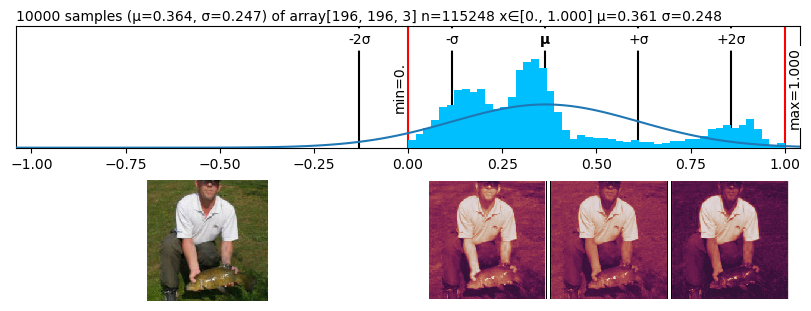 10000 samples (μ=0.364, σ=0.247) of array[196, 196, 3] n=115248 x∈[0., 1.000] μ=0.361 σ=0.248
-2σ -σ μ +σ +2σ
min=0.
max=1.000
−1.00 −0.75 −0.50 −0.25 0.00 0.25 0.50 0.75 1.00